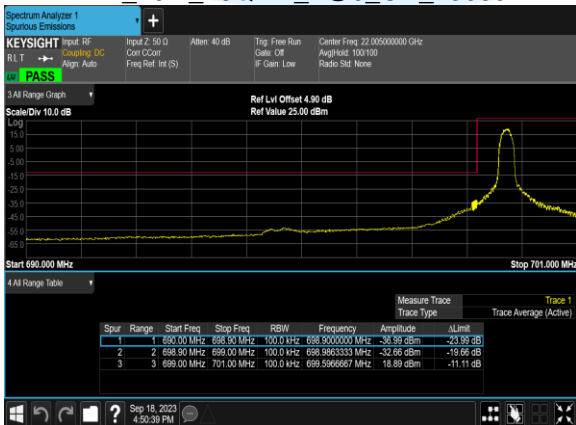 Spectrum Analyzer 1
Spurious Emissions
+
KEYSIGHT Input: RF Input Z: 50 Ω Atten: 40 dB Trig: Free Run Center Freq: 22.005000000 GHz
RLT Coupling: DC Corr CCorr Gate: Off Avg|Hold: 100/100
Align: Auto Freq Ref: Int (S) IF Gain: Low Radio Std: None
LM PASS
3 All Range Graph
Ref Lvl Offset 4.90 dB
Scale/Div 10.0 dB Ref Value 25.00 dBm
Log
15.0
5.00
-5.00
-15.0
-25.0
-35.0
-45.0
-55.0
-65.0
Start 690.000 MHz Stop 701.000 MHz
4 All Range Table
Measure Trace Trace 1
Trace Type Trace Average (Active)
Spur Range Start Freq Stop Freq RBW Frequency Amplitude ΔLimit
1 1 690.00 MHz 698.90 MHz 100.0 kHz 698.9000000 MHz -36.99 dBm -23.99 dB
2 2 698.90 MHz 699.00 MHz 100.0 kHz 698.9863333 MHz -32.66 dBm -19.66 dB
3 3 699.00 MHz 701.00 MHz 100.0 kHz 699.5966667 MHz 18.89 dBm -11.11 dB
? Sep 18, 2023
4:50:39 PM